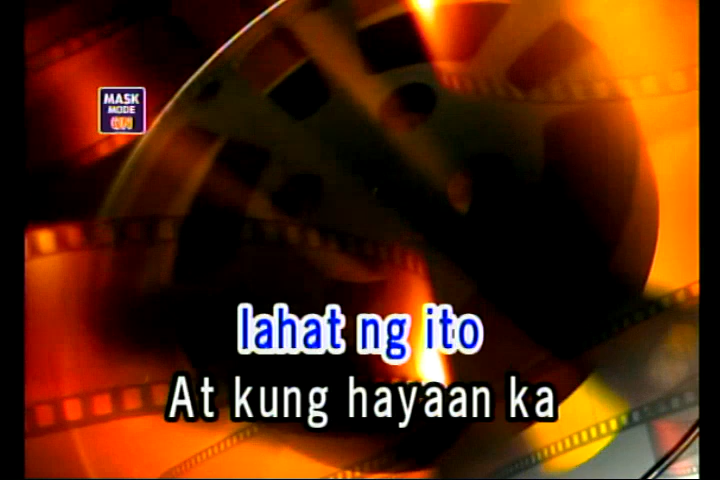 MASK
MODE
ON
lahat ng ito
At kung hayaan ka